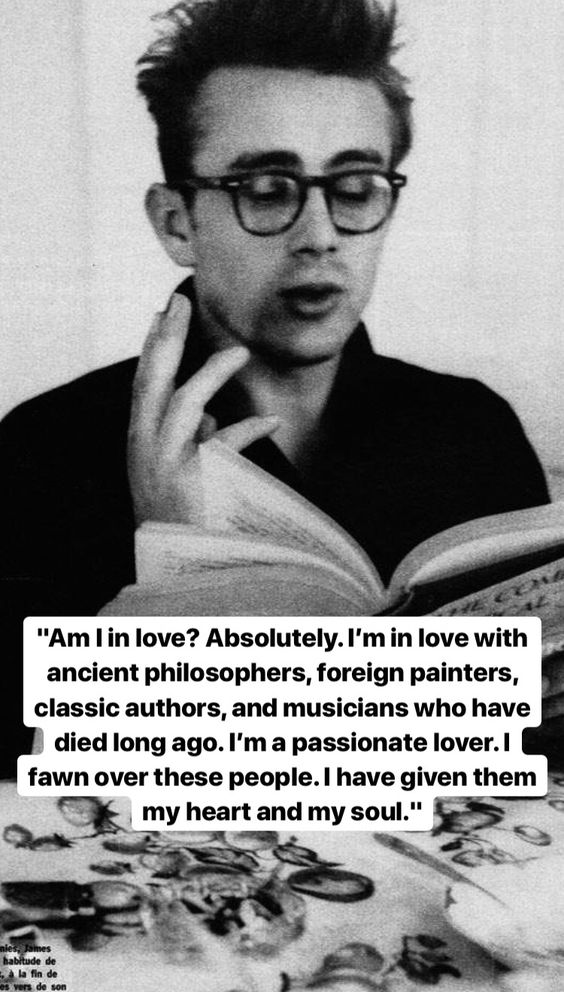 THE COM
"Am I in love? Absolutely. I’m in love with
ancient philosophers, foreign painters,
classic authors, and musicians who have
died long ago. I’m a passionate lover. I
fawn over these people. I have given them
my heart and my soul."
James
habitude de
, à la fin de
es vers de son